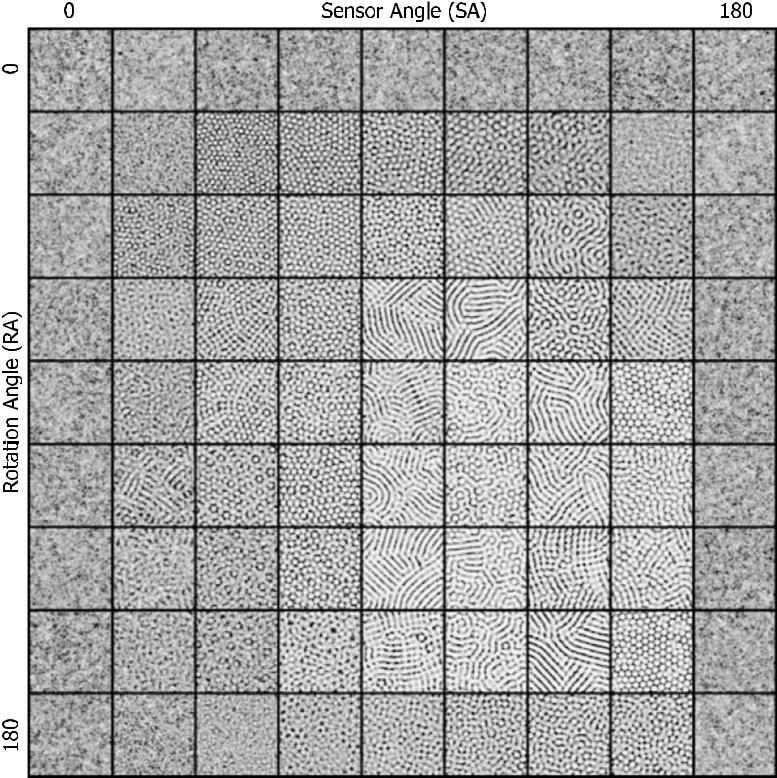 0 Sensor Angle (SA) 180
0
Rotation Angle (RA)
180